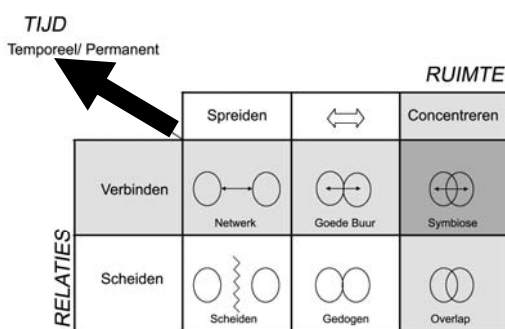 TIJD
Temporeel/ Permanent
RUIMTE
Spreiden
Concentreren
Verbinden
Netwerk
Goede Buur
Symbiose
RELATIES
Scheiden
Scheiden
Gedogen
Overlap